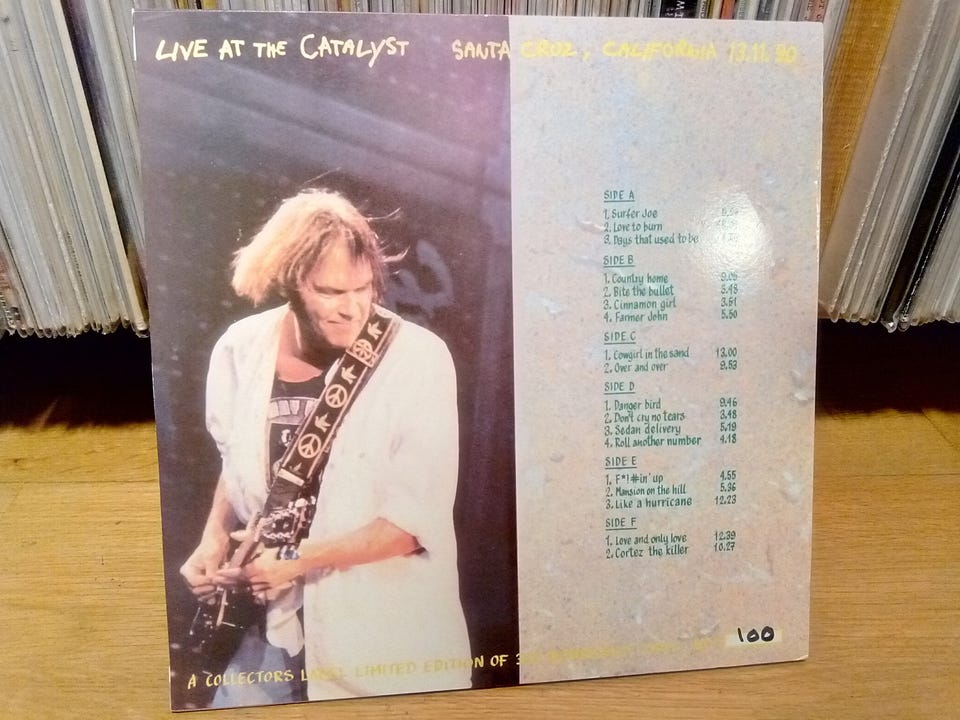 LIVE AT THE CATALYST SANTA CRUZ, CALIFORNIA 13.11.90
SIDE A
1. Surfer Joe
2. Love to burn
3. Days that used to be
SIDE B
1. Country home 9.05
2. Bite the bullet 5.48
3. Cinnamon girl 3.51
4. Farmer John 5.50
SIDE C
1. Cowgirl in the sand 13.00
2. Over and over 9.53
SIDE D
1. Danger bird 9.46
2. Don't cry no tears 3.48
3. Sedan delivery 5.19
4. Roll another number 4.18
SIDE E
1. F*!#in' up 4.55
2. Mansion on the hill 5.36
3. Like a hurricane 12.23
SIDE F
1. Love and only love 12.39
2. Cortez the killer 10.27
A COLLECTORS LABEL LIMITED EDITION OF
100